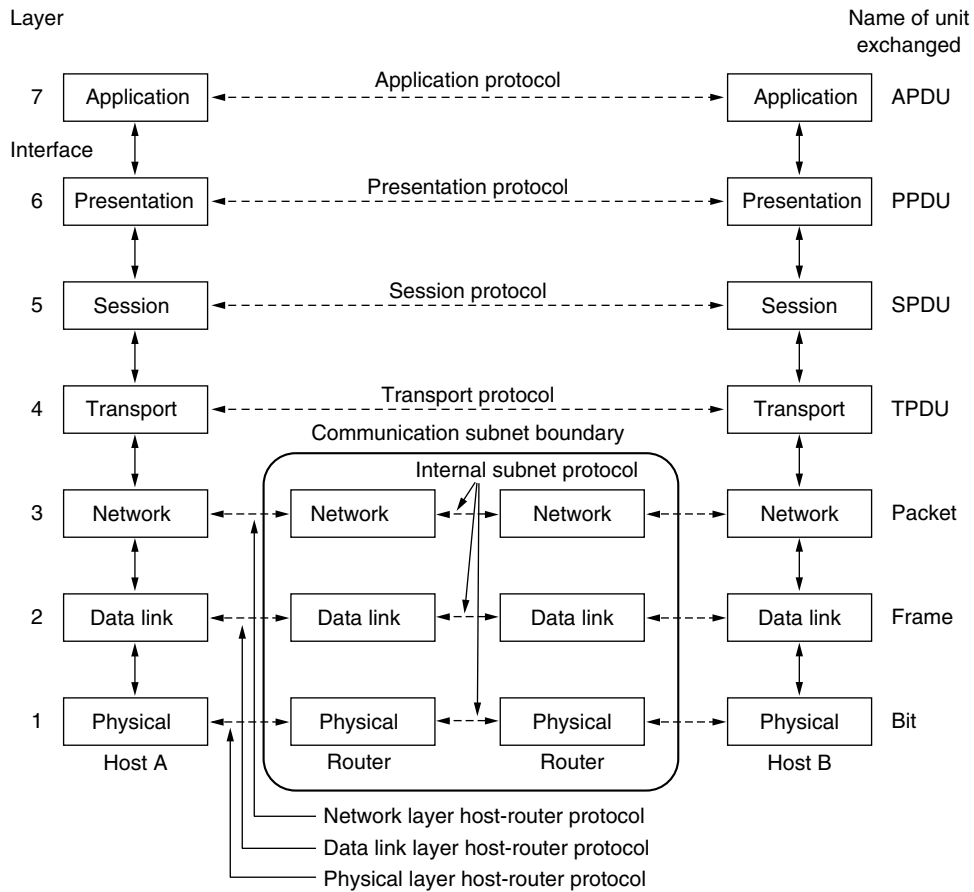 Layer
Name of unit
exchanged
Application protocol
7 Application Application APDU
Interface
Presentation protocol
6 Presentation Presentation PPDU
Session protocol
5 Session Session SPDU
Transport protocol
4 Transport Transport TPDU
Communication subnet boundary
Internal subnet protocol
3 Network Network Network Network Packet
2 Data link Data link Data link Data link Frame
1 Physical Physical Physical Physical Bit
Host A Router Router Host B
Network layer host-router protocol
Data link layer host-router protocol
Physical layer host-router protocol